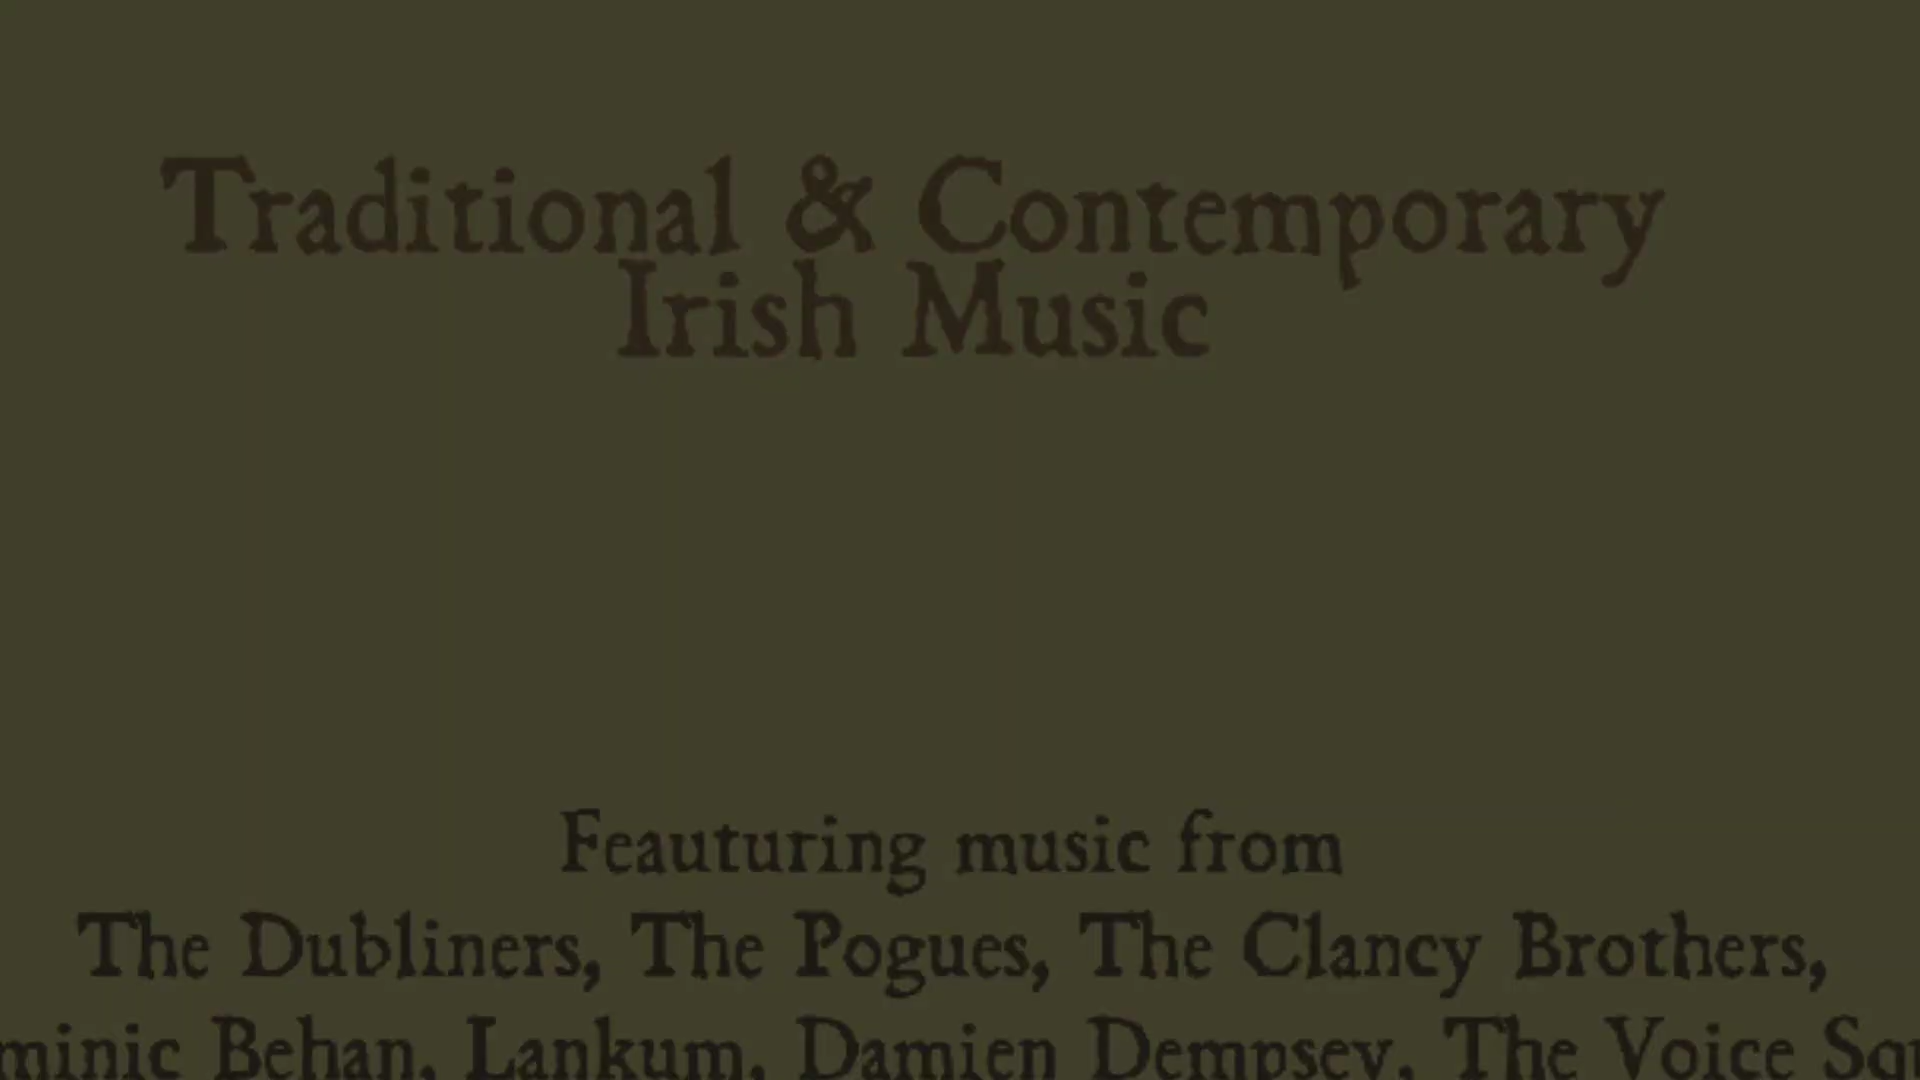 Traditional & Contemporary
Irish Music
Feauturing music from
The Dubliners, The Pogues, The Clancy Brothers,
Behan, Lankum, Damien Dempsey, The Voice